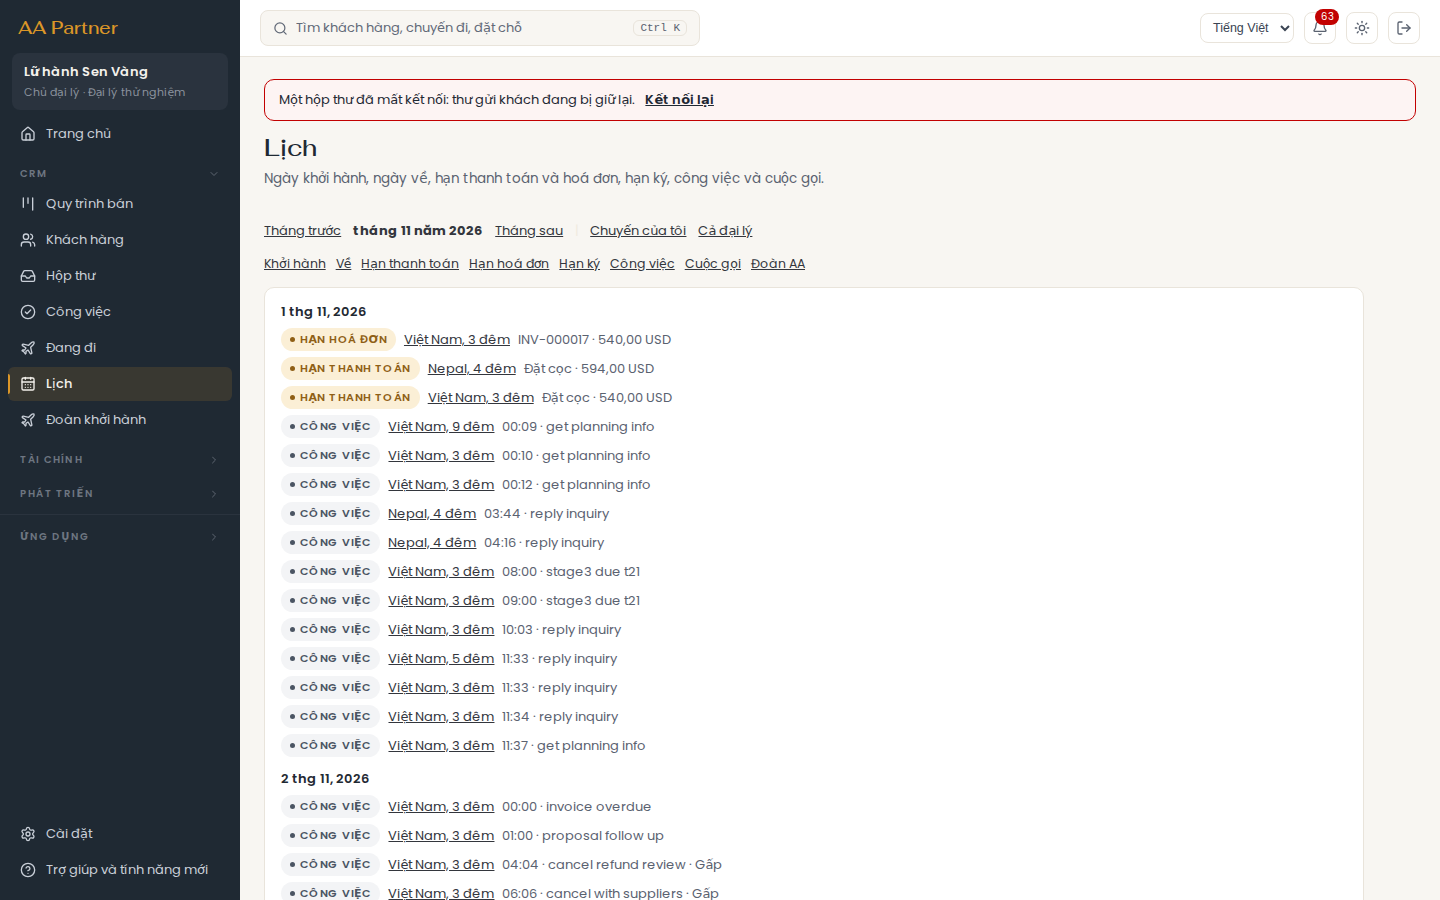 AA Partner
Lữ hành Sen Vàng
Chủ đại lý · Đại lý thử nghiệm
Trang chủ
CRM
Quy trình bán
Khách hàng
Hộp thư
Công việc
Đang đi
Lịch
Đoàn khởi hành
TÀI CHÍNH
PHÁT TRIỂN
ỨNG DỤNG
Cài đặt
Trợ giúp và tính năng mới
Tìm khách hàng, chuyến đi, đặt chỗ
Ctrl K
Tiếng Việt
63
Một hộp thư đã mất kết nối: thư gửi khách đang bị giữ lại. Kết nối lại
Lịch
Ngày khởi hành, ngày về, hạn thanh toán và hoá đơn, hạn ký, công việc và cuộc gọi.
Tháng trước tháng 11 năm 2026 Tháng sau Chuyến của tôi Cả đại lý
Khởi hành Về Hạn thanh toán Hạn hoá đơn Hạn ký Công việc Cuộc gọi Đoàn AA
1 thg 11, 2026
HẠN HOÁ ĐƠN Việt Nam, 3 đêm INV-000017 · 540,00 USD
HẠN THANH TOÁN Nepal, 4 đêm Đặt cọc · 594,00 USD
HẠN THANH TOÁN Việt Nam, 3 đêm Đặt cọc · 540,00 USD
CÔNG VIỆC Việt Nam, 9 đêm 00:09 · get planning info
CÔNG VIỆC Việt Nam, 3 đêm 00:10 · get planning info
CÔNG VIỆC Việt Nam, 3 đêm 00:12 · get planning info
CÔNG VIỆC Nepal, 4 đêm 03:44 · reply inquiry
CÔNG VIỆC Nepal, 4 đêm 04:16 · reply inquiry
CÔNG VIỆC Việt Nam, 3 đêm 08:00 · stage3 due t21
CÔNG VIỆC Việt Nam, 3 đêm 09:00 · stage3 due t21
CÔNG VIỆC Việt Nam, 3 đêm 10:03 · reply inquiry
CÔNG VIỆC Việt Nam, 5 đêm 11:33 · reply inquiry
CÔNG VIỆC Việt Nam, 3 đêm 11:33 · reply inquiry
CÔNG VIỆC Việt Nam, 3 đêm 11:34 · reply inquiry
CÔNG VIỆC Việt Nam, 3 đêm 11:37 · get planning info
2 thg 11, 2026
CÔNG VIỆC Việt Nam, 3 đêm 00:00 · invoice overdue
CÔNG VIỆC Việt Nam, 3 đêm 01:00 · proposal follow up
CÔNG VIỆC Việt Nam, 3 đêm 04:04 · cancel refund review · Gấp
CÔNG VIỆC Việt Nam, 3 đêm 06:06 · cancel with suppliers · Gấp